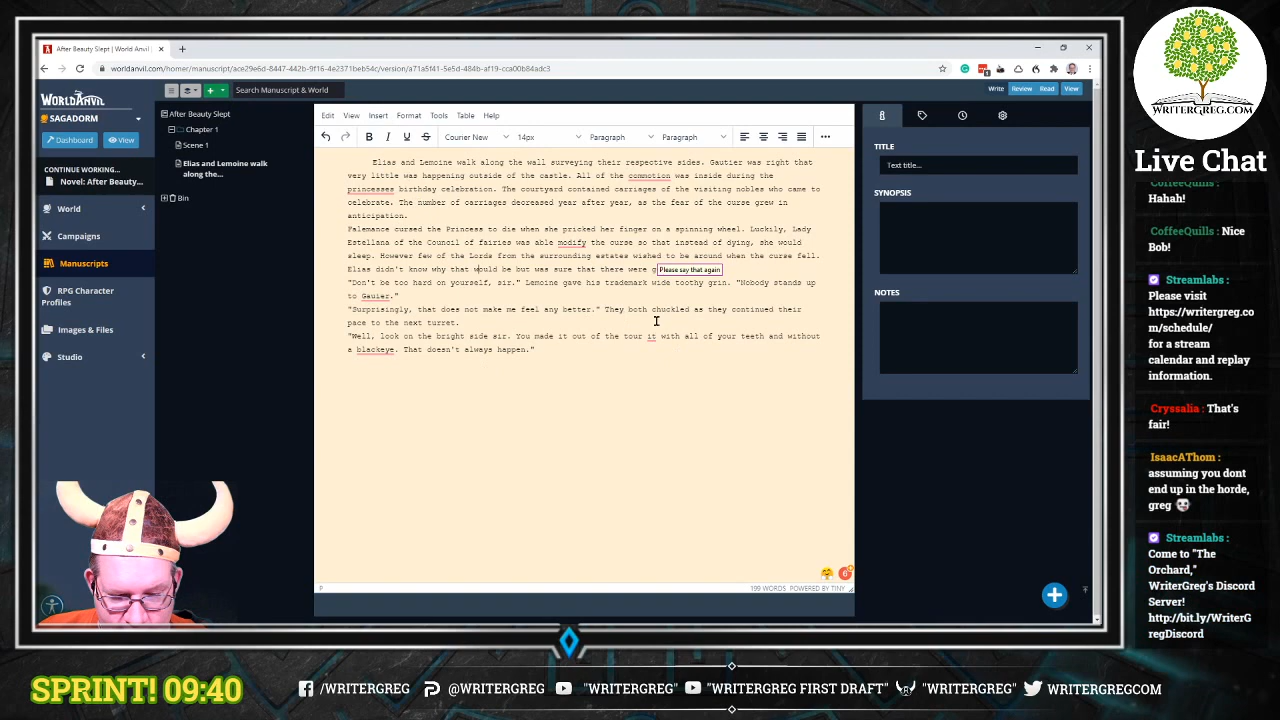 After Beauty Slept | World Anvil
worldanvil.com/homer/manuscript/ace29e6d-8447-442b-9f16-4e2371beb54c/version/a71a5f41-5e5d-484b-af19-cca00b84adc3
WORLDANVIL
SAGADORM
Dashboard
View
CONTINUE WORKING...
Novel: After Beauty...
World
Campaigns
Manuscripts
RPG Character
Profiles
Images & Files
Studio
Search Manuscript & World
Write
Review
Read
View
After Beauty Slept
Chapter 1
Scene 1
Elias and Lemoine walk
along the...
Bin
Edit View Insert Format Tools Table Help
B I U S Courier New 14px Paragraph Paragraph
Elias and Lemoine walk along the wall surveying their respective sides. Gautier was right that
very little was happening outside of the castle. All of the commotion was inside during the
princesses birthday celebration. The courtyard contained carriages of the visiting nobles who came to
celebrate. The number of carriages decreased year after year, as the fear of the curse grew in
anticipation.
Falemance cursed the Princess to die when she pricked her finger on a spinning wheel. Luckily, Lady
Estellana of the Council of fairies was able modify the curse so that instead of dying, she would
sleep. However few of the Lords from the surrounding estates wished to be around when the curse fell.
Elias didn't know why that would be but was sure that there were g
Please say that again
"Don't be too hard on yourself, sir." Lemoine gave his trademark wide toothy grin. "Nobody stands up
to Gauier."
"Surprisingly, that does not make me feel any better." They both chuckled as they continued their
pace to the next turret.
"Well, look on the bright side sir. You made it out of the tour it with all of your teeth and without
a blackeye. That doesn't always happen."
P
199 WORDS POWERED BY TINY
TITLE
Text title...
SYNOPSIS
NOTES
WRITERGREG.COM
Live Chat
CoffeeQuills :
Hahah!
CoffeeQuills : Nice
Bob!
Streamlabs :
Please visit
https://writergreg.co
m/schedule/
for a stream
calendar and replay
information.
Cryssalia : That's
fair!
IsaacAThom :
assuming you dont
end up in the horde,
greg
Streamlabs :
Come to "The
Orchard,"
WriterGreg's Discord
Server!
http://bit.ly/WriterG
regDiscord
SPRINT! 09:40
/WRITERGREG
@WRITERGREG
"WRITERGREG"
"WRITERGREG FIRST DRAFT"
"WRITERGREG"
WRITERGREGCOM